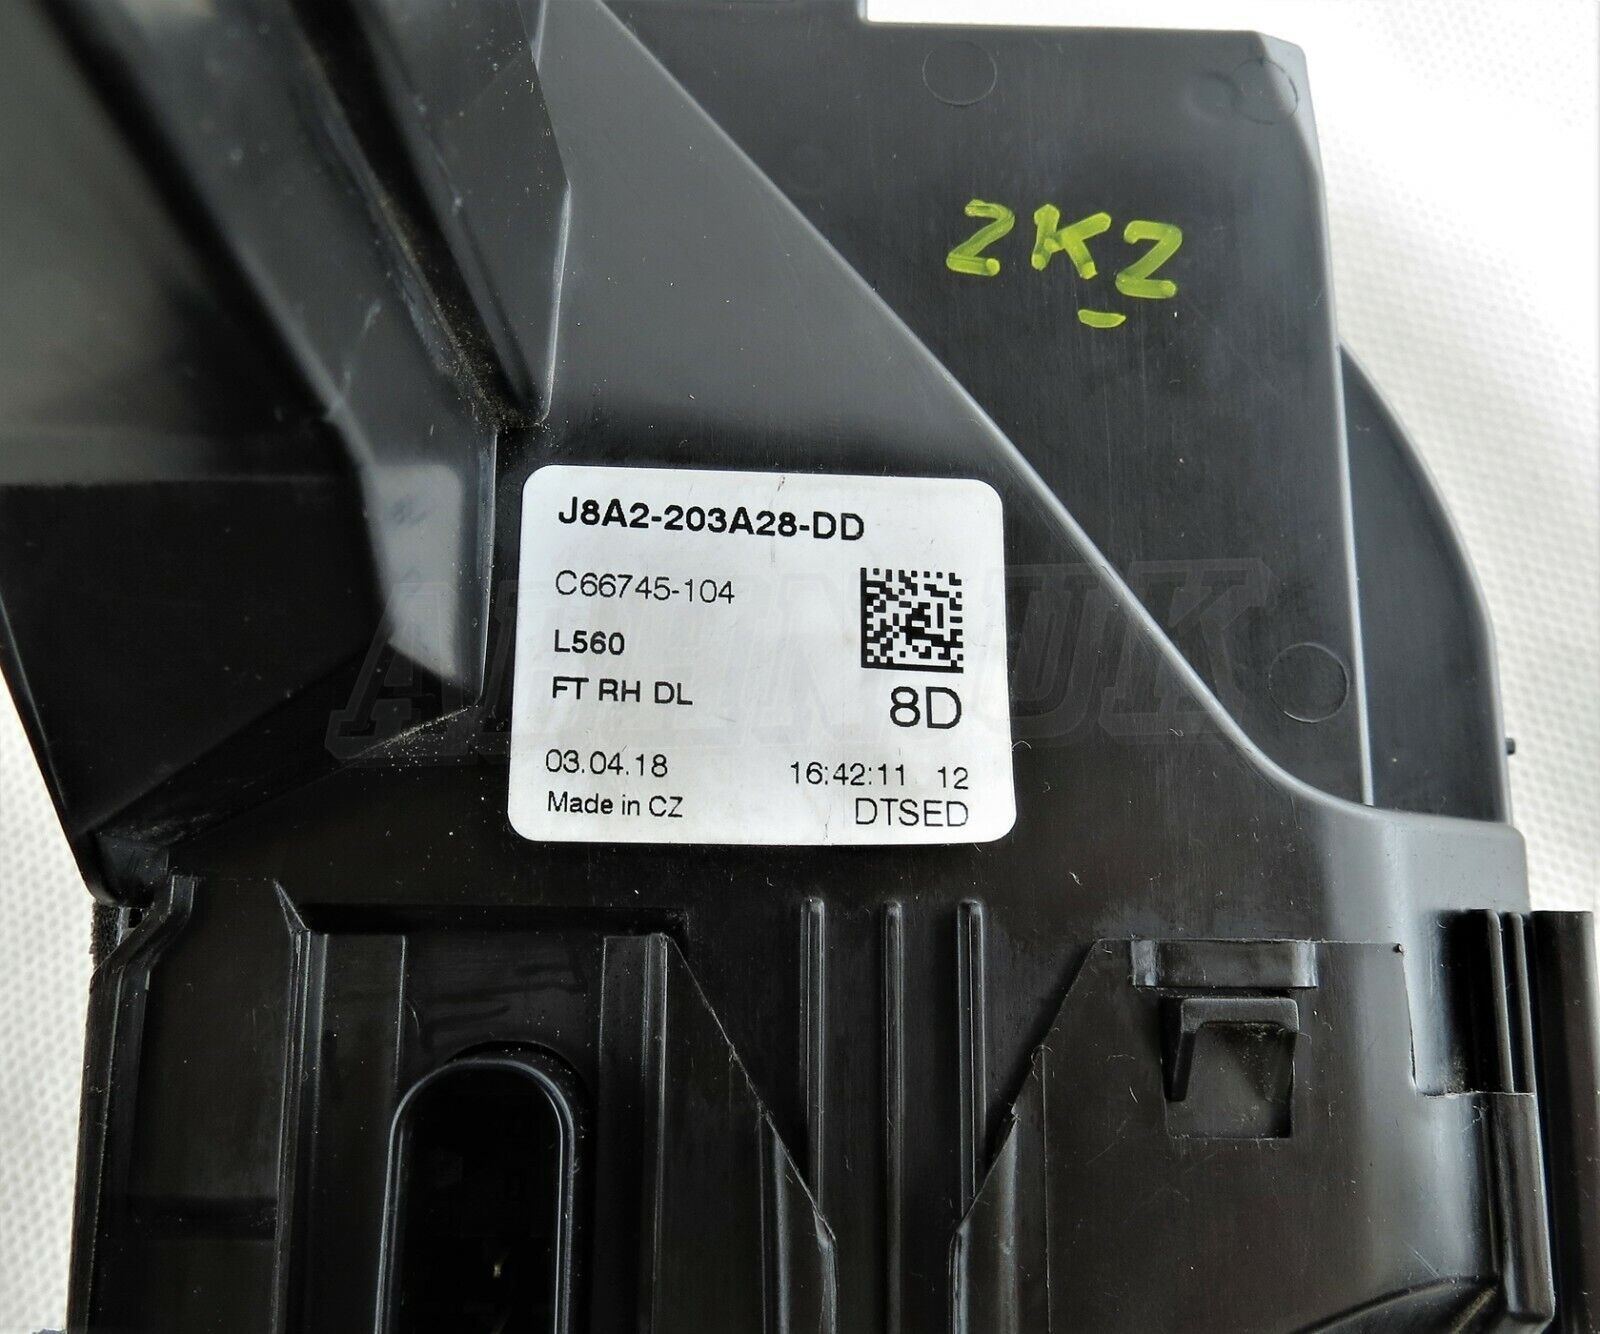 2KZ
J8A2-203A28-DD
C66745-104
L560
FT RH DL
8D
03.04.18 16:42:11 12
Made in CZ DTSED